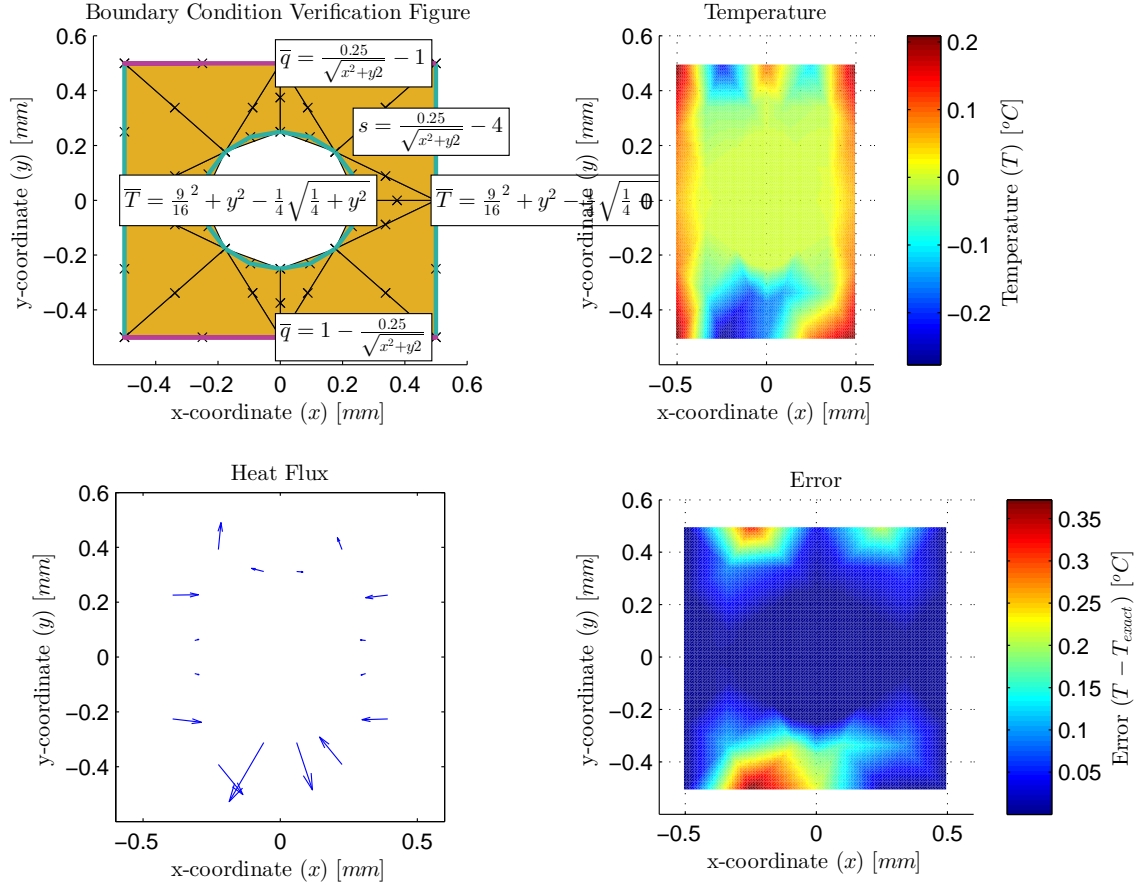 Boundary Condition Verification Figure
0.6
0.4
0.2
0
−0.2
−0.4
y-coordinate (y) [mm]
q̅ = 0.25/√(x²+y2) − 1
s = 0.25/√(x²+y2) − 4
T̅ = 9/16² + y² − 1/4 √(1/4 + y²)
T̅ = 9/16² + y² − 1/4 √(1/4
q̅ = 1 − 0.25/√(x²+y2)
−0.4 −0.2 0 0.2 0.4 0.6
x-coordinate (x) [mm]
Temperature
0.6
0.4
0.2
0
−0.2
−0.4
y-coordinate (y) [mm]
−0.5 0 0.5
x-coordinate (x) [mm]
0.2
0.1
0
−0.1
−0.2
Temperature (T) [°C]
Heat Flux
0.6
0.4
0.2
0
−0.2
−0.4
y-coordinate (y) [mm]
−0.5 0 0.5
x-coordinate (x) [mm]
Error
0.6
0.4
0.2
0
−0.2
−0.4
y-coordinate (y) [mm]
−0.5 0 0.5
x-coordinate (x) [mm]
0.35
0.3
0.25
0.2
0.15
0.1
0.05
Error (T − T_exact) [°C]